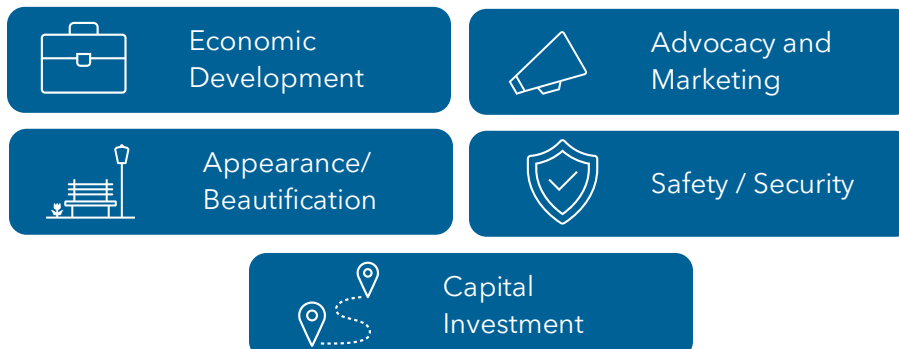 Economic
Development
Advocacy and
Marketing
Appearance/
Beautification
Safety / Security
Capital
Investment